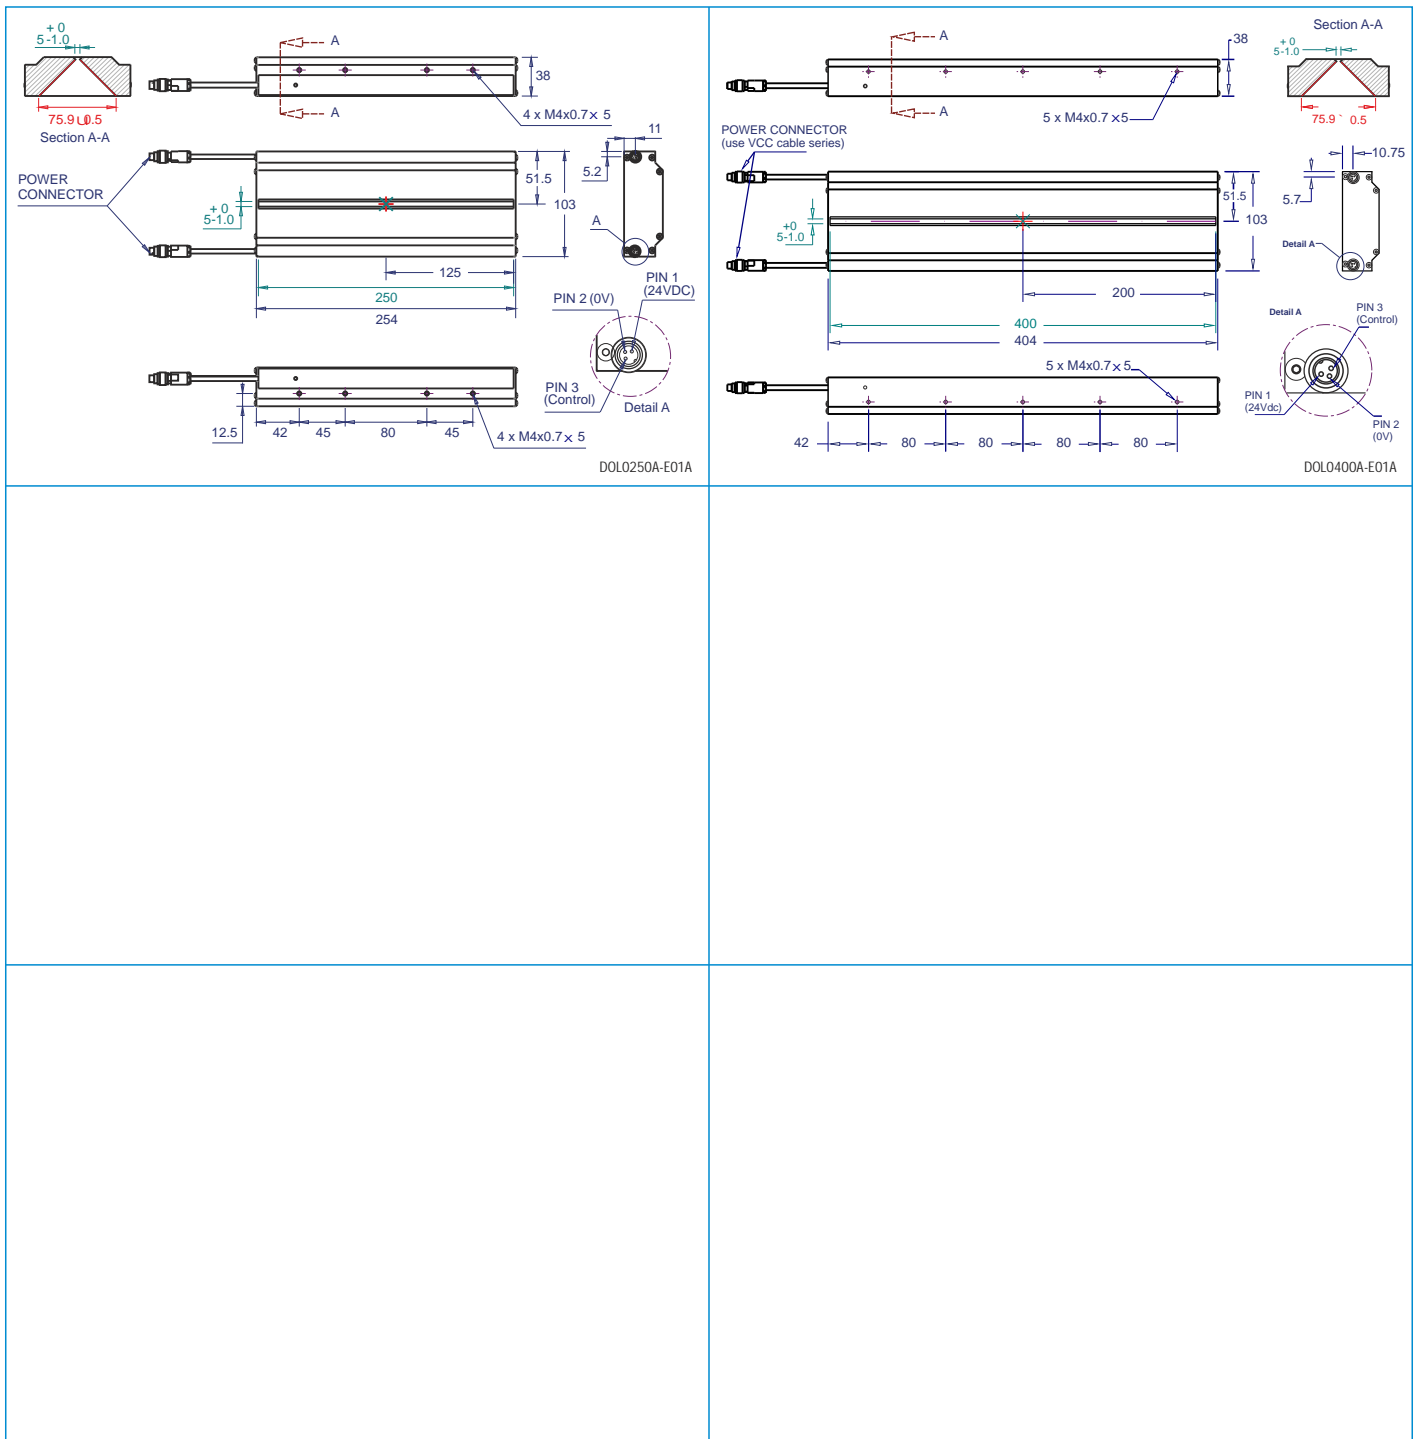 + 0
5-1.0
75.9 0.5
Section A-A
A
A
38
4 x M4x0.7 × 5
POWER
CONNECTOR
+ 0
5-1.0
51.5
103
125
250
254
11
5.2
A
PIN 1
(24VDC)
PIN 2 (0V)
PIN 3
(Control)
Detail A
12.5
42
45
80
45
4 x M4x0.7 × 5
DOL0250A-E01A
Section A-A
+ 0
5-1.0
75.9 ` 0.5
A
A
38
5 x M4x0.7 × 5
POWER CONNECTOR
(use VCC cable series)
+0
5-1.0
51.5
103
200
400
404
10.75
5.7
Detail A
Detail A
PIN 3
(Control)
PIN 1
(24Vdc)
PIN 2
(0V)
5 x M4x0.7 × 5
42
80
80
80
80
DOL0400A-E01A